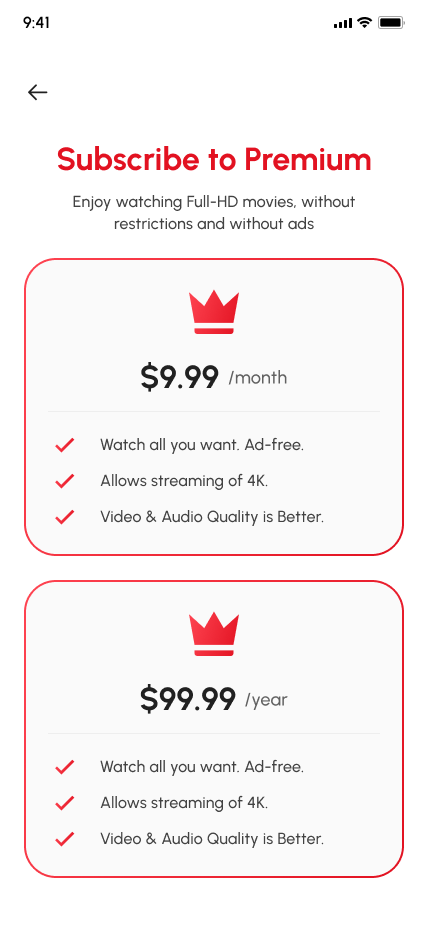 9:41
Subscribe to Premium
Enjoy watching Full-HD movies, without
restrictions and without ads
$9.99 /month
Watch all you want. Ad-free.
Allows streaming of 4K.
Video & Audio Quality is Better.
$99.99 /year
Watch all you want. Ad-free.
Allows streaming of 4K.
Video & Audio Quality is Better.